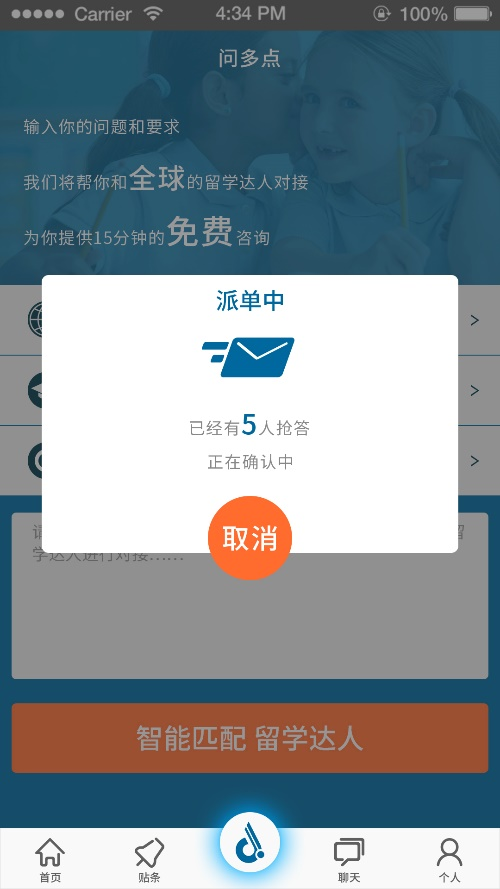 Carrier 4:34 PM 100%
问多点
输入你的问题和要求
我们将帮你和全球的留学达人对接
为你提供15分钟的免费咨询
派单中
已经有5人抢答
正在确认中
取消
留
学达人进行对接……
智能匹配 留学达人
首页 贴条 聊天 个人